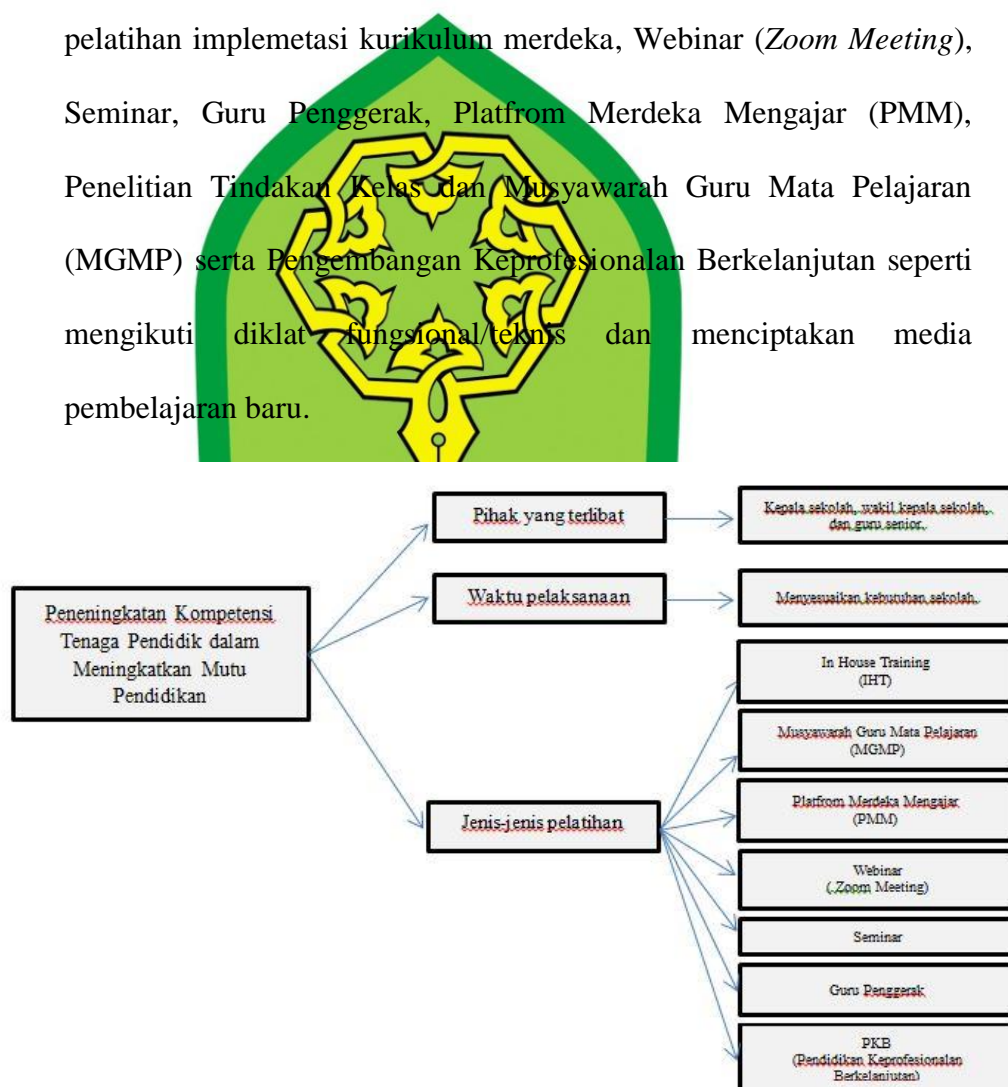 pelatihan implemetasi kurikulum merdeka, Webinar (Zoom Meeting),
Seminar, Guru Penggerak, Platfrom Merdeka Mengajar (PMM),
Penelitian Tindakan Kelas dan Musyawarah Guru Mata Pelajaran
(MGMP) serta Pengembangan Keprofesionalan Berkelanjutan seperti
mengikuti diklat fungsional/teknis dan menciptakan media
pembelajaran baru.
Peneningkatan Kompetensi
Tenaga Pendidik dalam
Meningkatkan Mutu
Pendidikan
Pihak yang terlibat
Kepala sekolah, wakil kepala sekolah,
dan guru senior.
Waktu pelaksanaan
Menyesuaikan kebutuhan sekolah.
Jenis-jenis pelatihan
In House Training
(IHT)
Musyawarah Guru Mata Pelajaran
(MGMP)
Platfrom Merdeka Mengajar
(PMM)
Webinar
( Zoom Meeting)
Seminar
Guru Penggerak
PKB
(Pendidikan Keprofesionalan
Berkelanjutan)